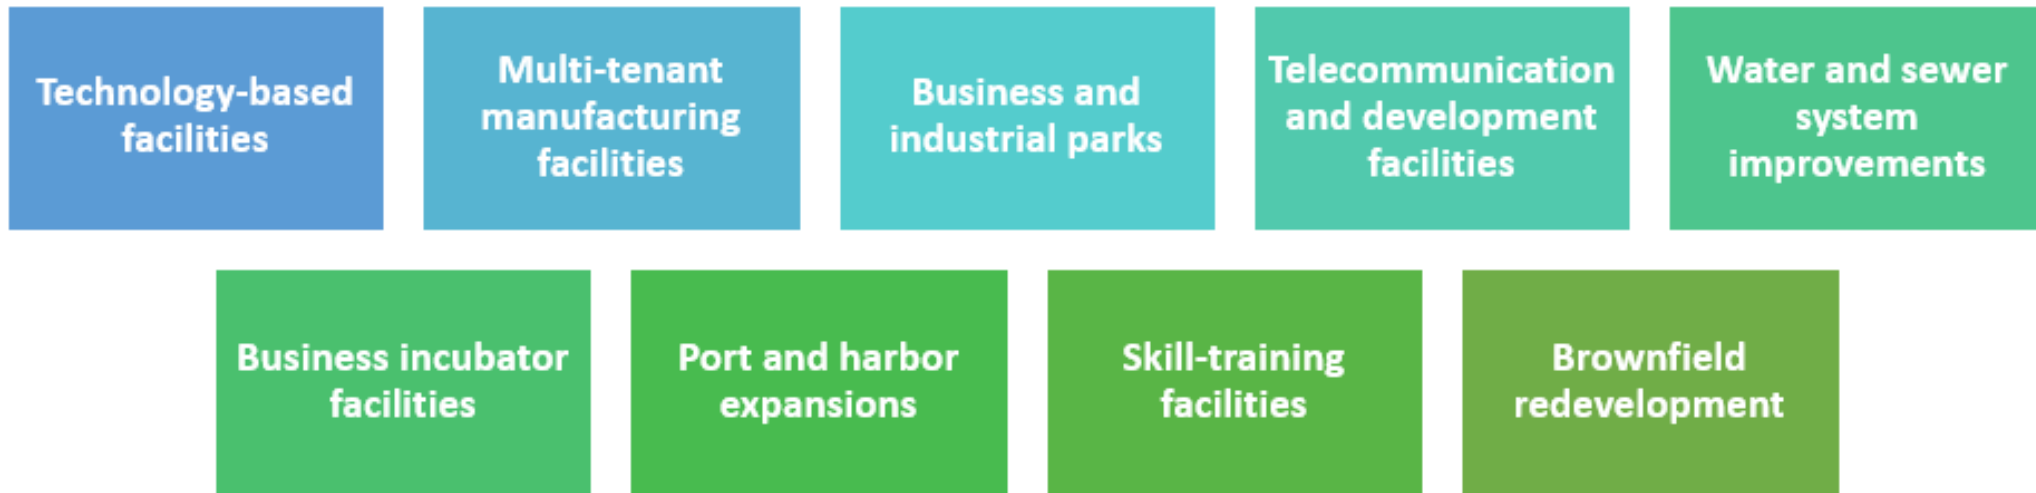 Technology-based
facilities
Multi-tenant
manufacturing
facilities
Business and
industrial parks
Telecommunication
and development
facilities
Water and sewer
system
improvements
Business incubator
facilities
Port and harbor
expansions
Skill-training
facilities
Brownfield
redevelopment